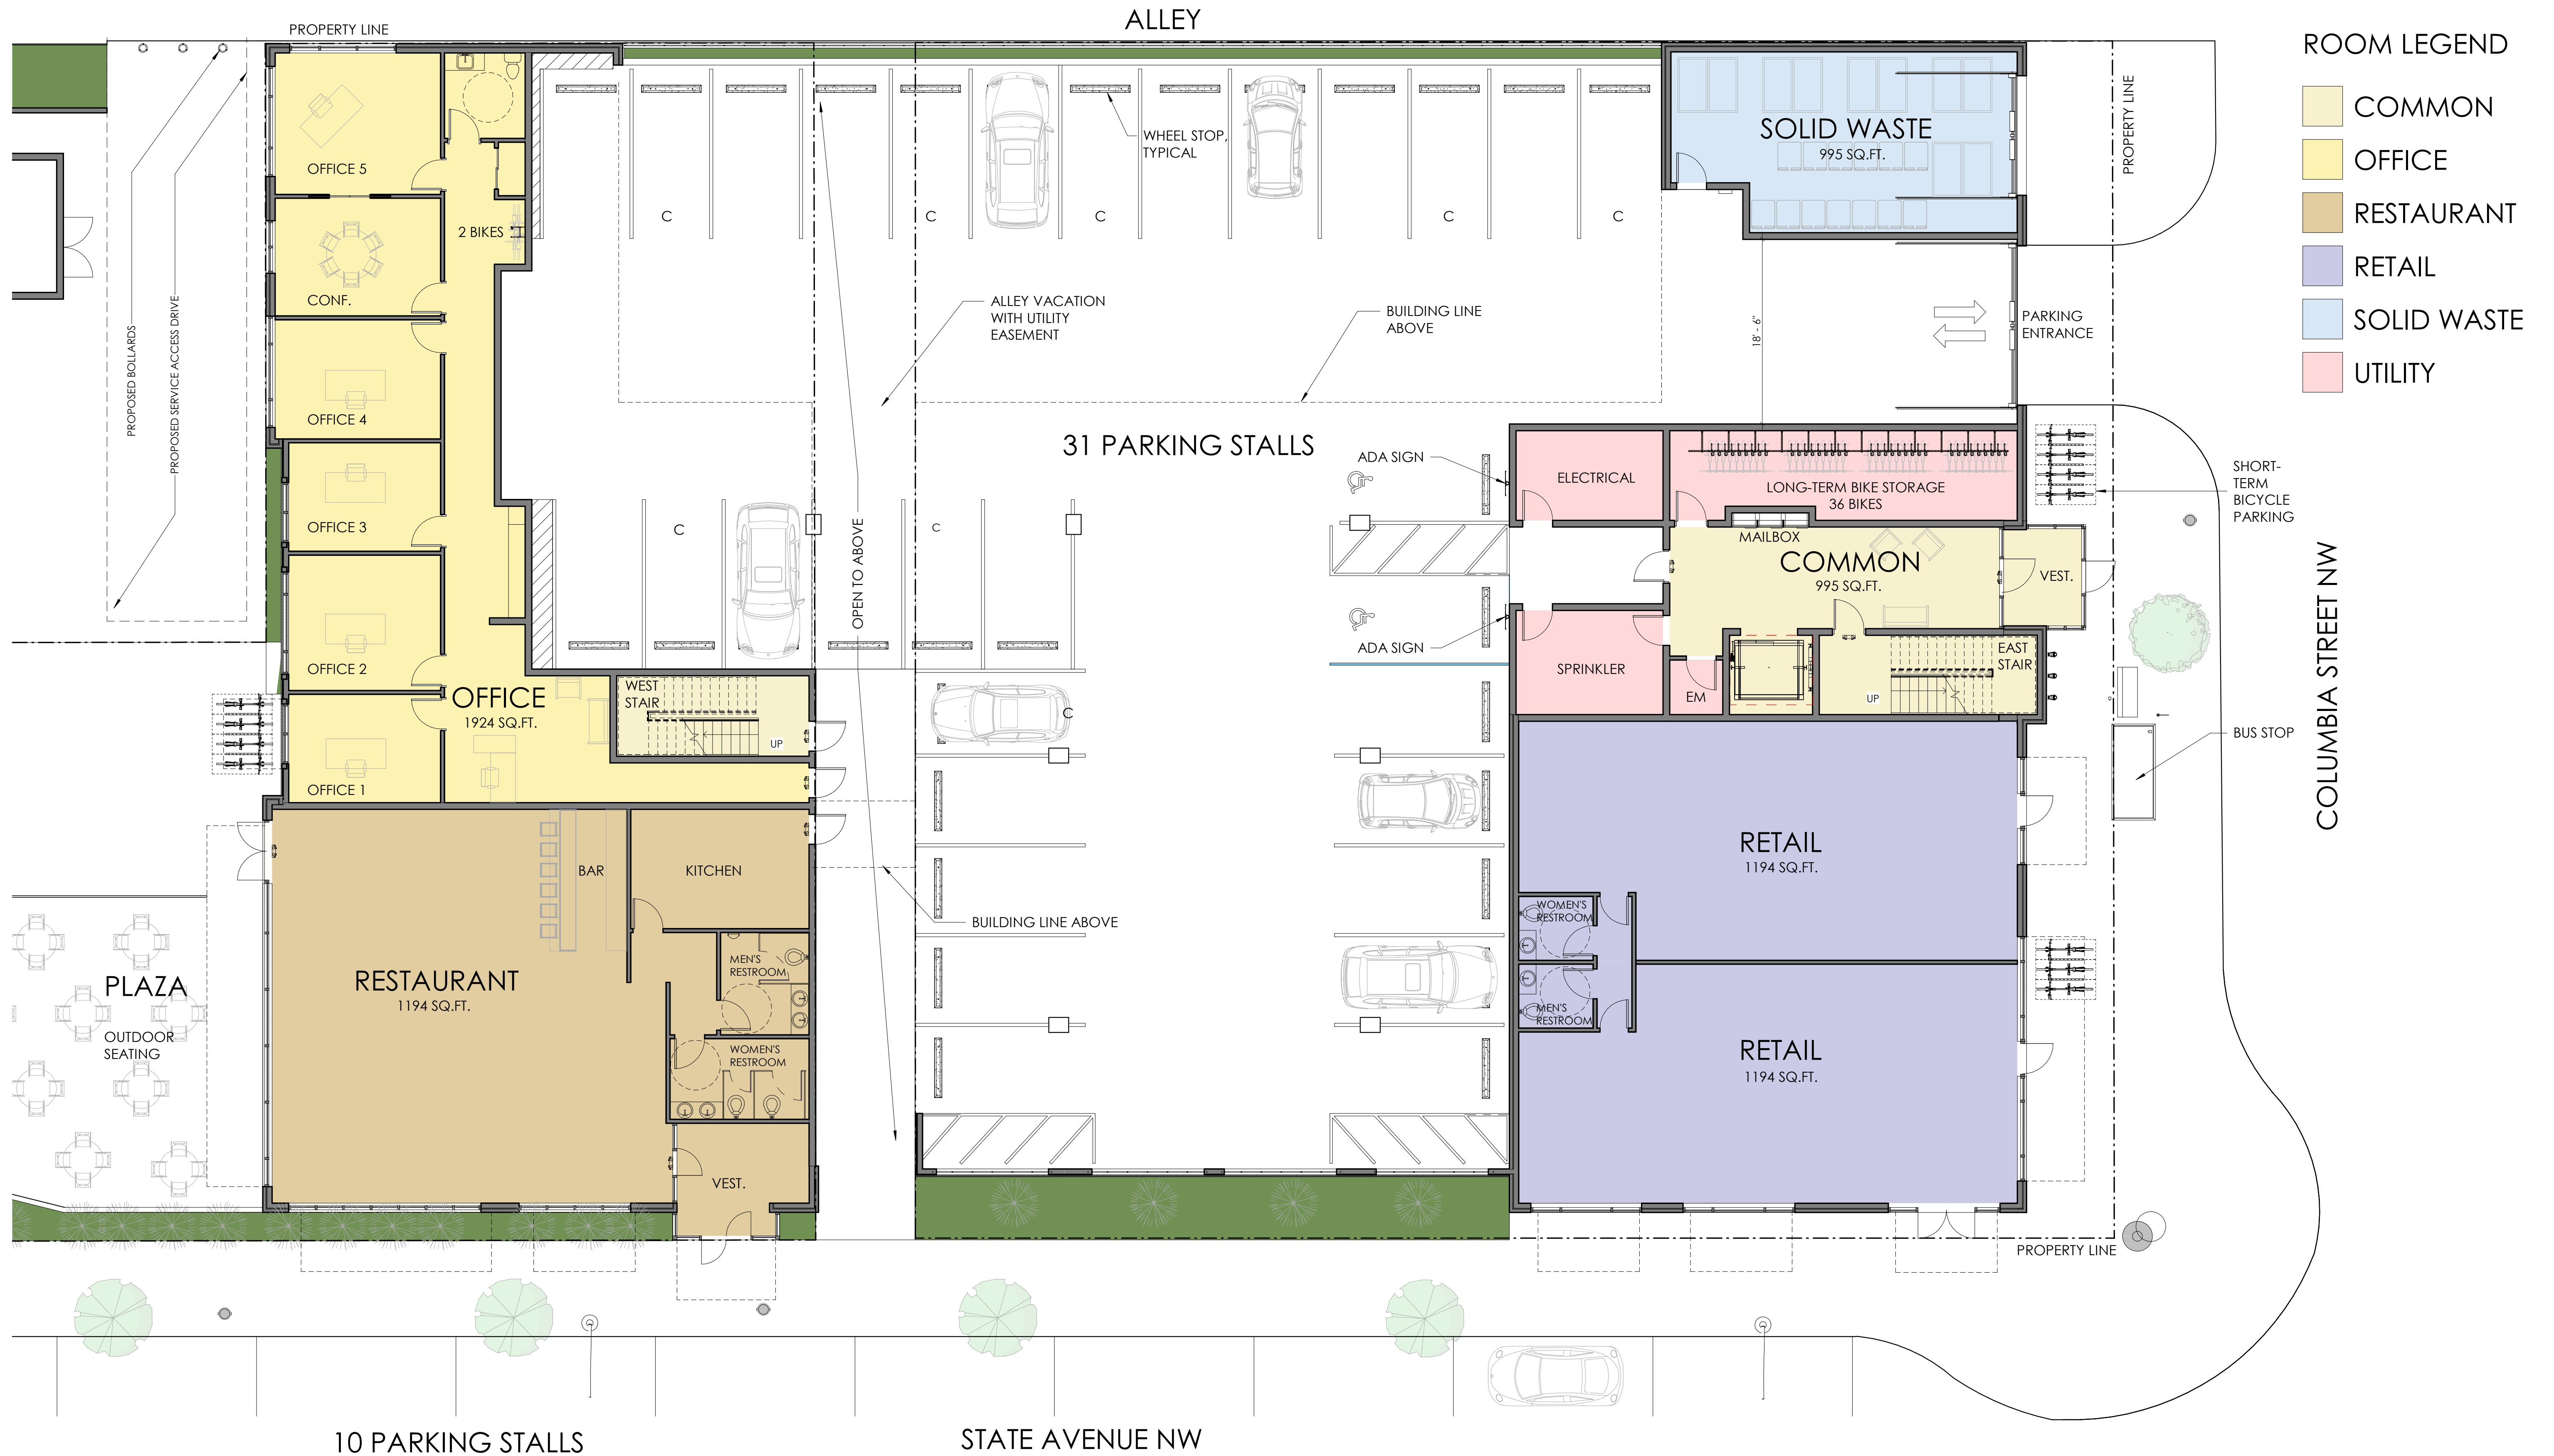 ALLEY
PROPERTY LINE
ROOM LEGEND
COMMON
OFFICE
RESTAURANT
RETAIL
SOLID WASTE
UTILITY
PROPOSED BOLLARDS
PROPOSED SERVICE ACCESS DRIVE
OFFICE 5
2 BIKES
CONF.
OFFICE 4
OFFICE 3
OFFICE 2
OFFICE 1
OFFICE
1924 SQ.FT.
WEST
STAIR
UP
C
C
C
C
C
WHEEL STOP,
TYPICAL
SOLID WASTE
995 SQ.FT.
PROPERTY LINE
ALLEY VACATION
WITH UTILITY
EASEMENT
BUILDING LINE
ABOVE
18' - 6"
PARKING
ENTRANCE
31 PARKING STALLS
C
C
C
OPEN TO ABOVE
ADA SIGN
ADA SIGN
ELECTRICAL
LONG-TERM BIKE STORAGE
36 BIKES
MAILBOX
COMMON
995 SQ.FT.
VEST.
SPRINKLER
EM
UP
EAST
STAIR
SHORT-
TERM
BICYCLE
PARKING
BUS STOP
COLUMBIA STREET NW
BAR
KITCHEN
BUILDING LINE ABOVE
RESTAURANT
1194 SQ.FT.
MEN'S
RESTROOM
WOMEN'S
RESTROOM
VEST.
PLAZA
OUTDOOR
SEATING
RETAIL
1194 SQ.FT.
WOMEN'S
RESTROOM
MEN'S
RESTROOM
RETAIL
1194 SQ.FT.
PROPERTY LINE
10 PARKING STALLS
STATE AVENUE NW